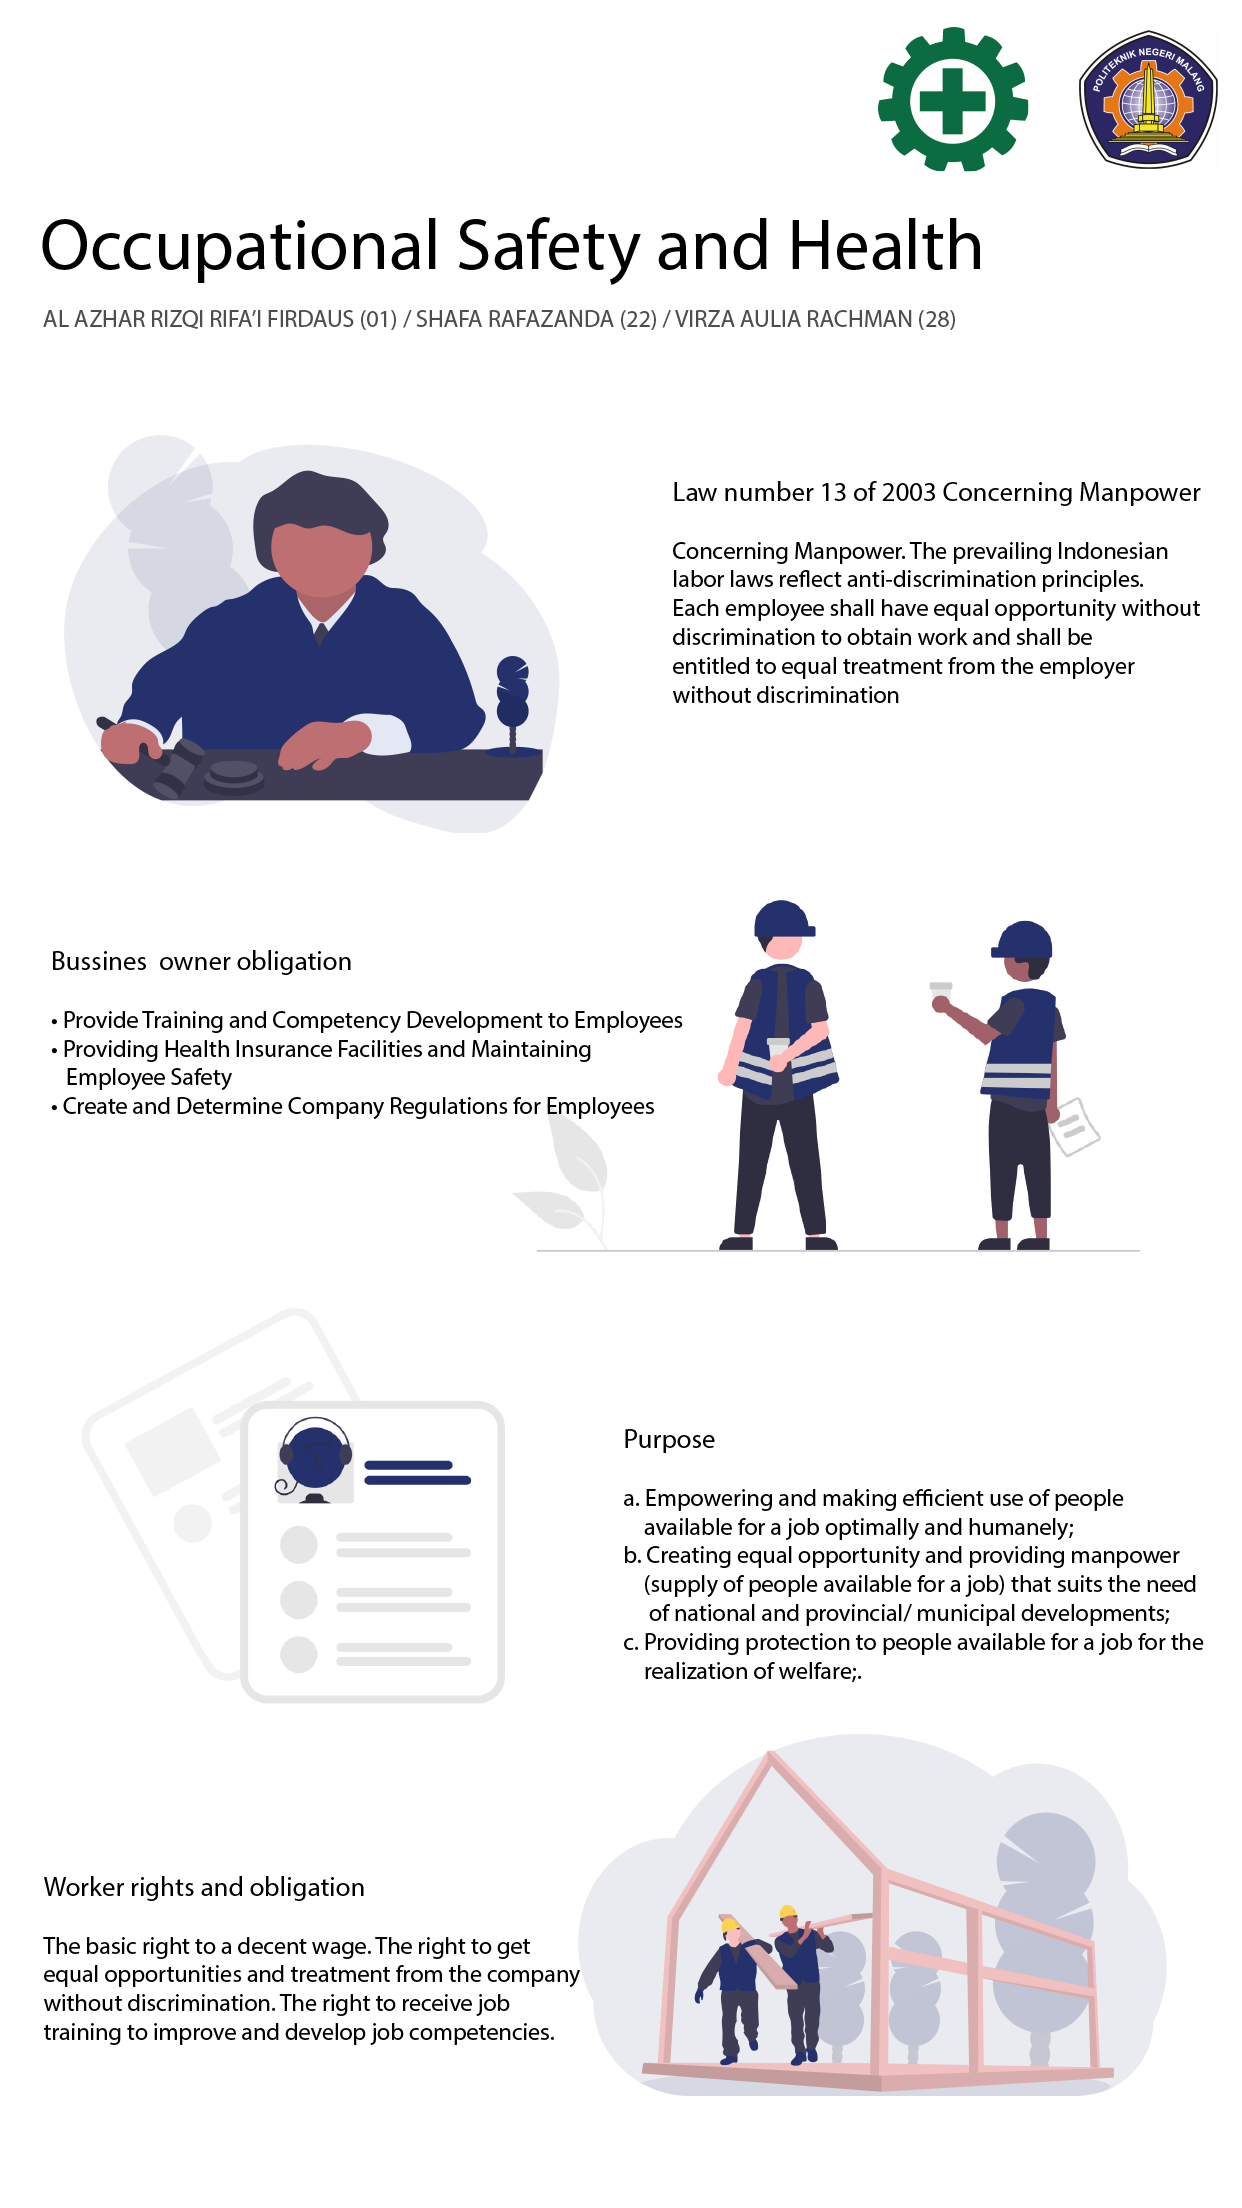 POLITEKNIK NEGERI MALANG
Occupational Safety and Health
AL AZHAR RIZQI RIFA'I FIRDAUS (01) / SHAFA RAFAZANDA (22) / VIRZA AULIA RACHMAN (28)
Law number 13 of 2003 Concerning Manpower
Concerning Manpower. The prevailing Indonesian
labor laws reflect anti-discrimination principles.
Each employee shall have equal opportunity without
discrimination to obtain work and shall be
entitled to equal treatment from the employer
without discrimination
Bussines  owner obligation
• Provide Training and Competency Development to Employees
• Providing Health Insurance Facilities and Maintaining
Employee Safety
• Create and Determine Company Regulations for Employees
Purpose
a. Empowering and making efficient use of people
available for a job optimally and humanely;
b. Creating equal opportunity and providing manpower
(supply of people available for a job) that suits the need
of national and provincial/ municipal developments;
c. Providing protection to people available for a job for the
realization of welfare;.
Worker rights and obligation
The basic right to a decent wage. The right to get
equal opportunities and treatment from the company
without discrimination. The right to receive job
training to improve and develop job competencies.